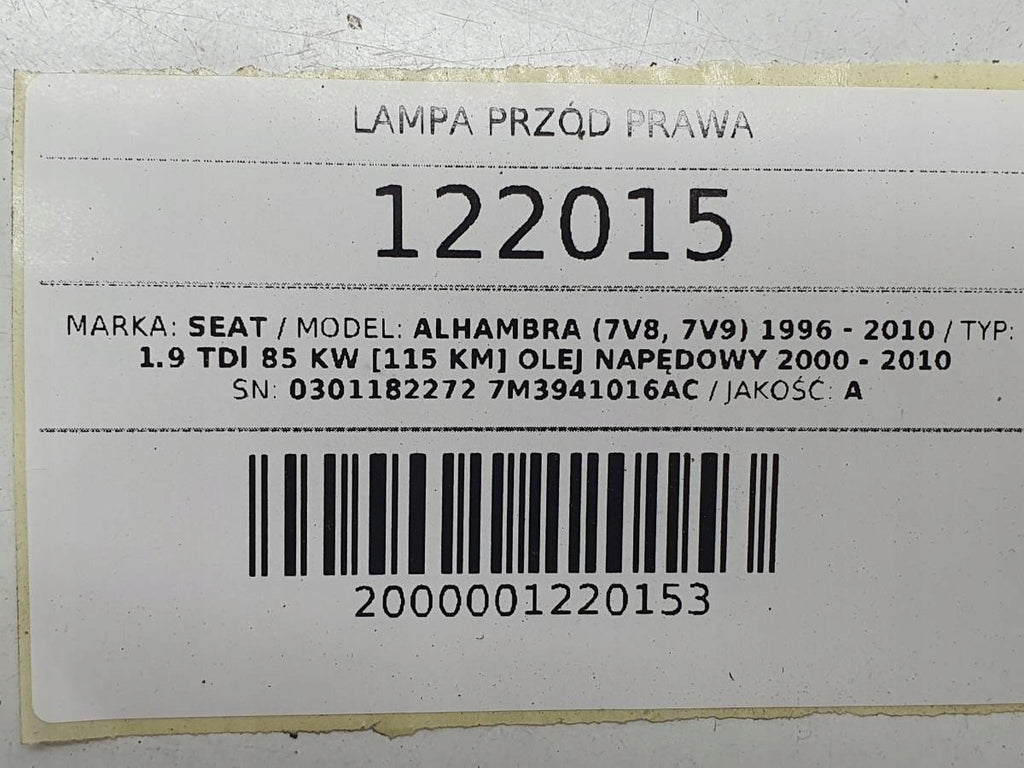 LAMPA PRZÓD PRAWA
122015
MARKA: SEAT / MODEL: ALHAMBRA (7V8, 7V9) 1996 - 2010 / TYP:
1.9 TDI 85 KW [115 KM] OLEJ NAPĘDOWY 2000 - 2010
SN: 0301182272 7M3941016AC / JAKOŚĆ: A
2000001220153